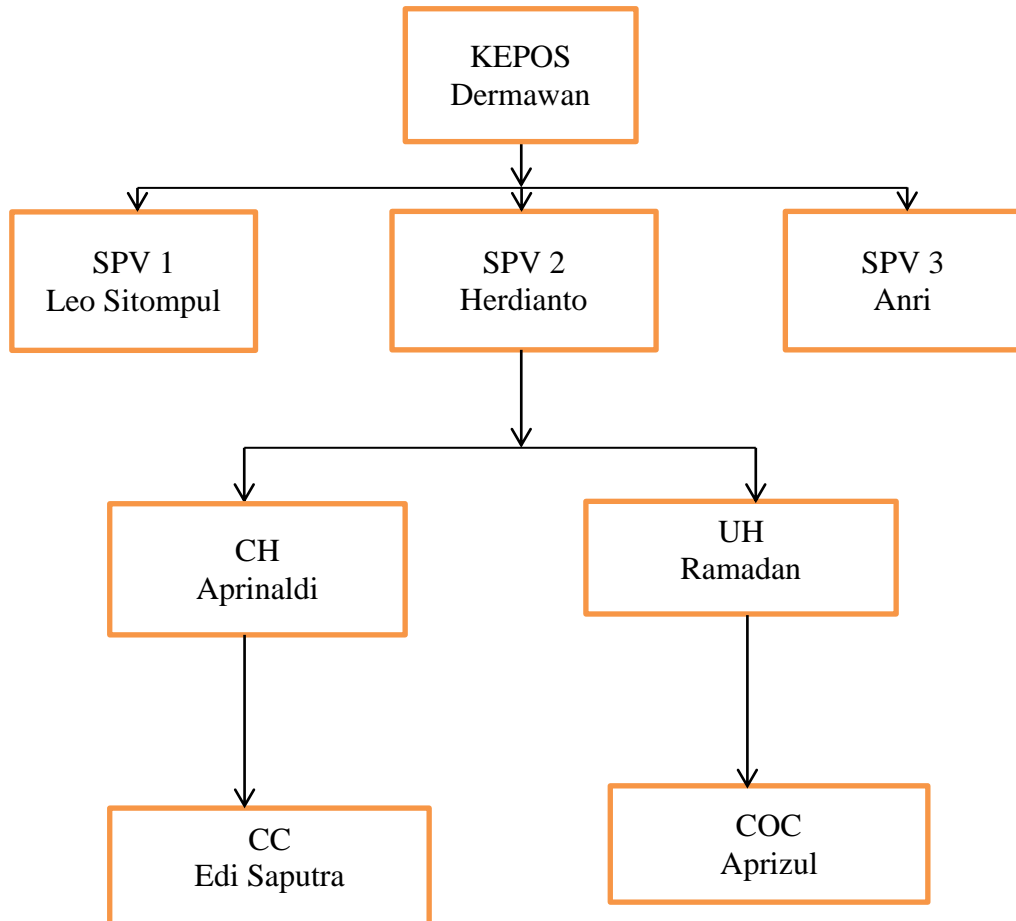 KEPOS
Dermawan
SPV 1
Leo Sitompul
SPV 2
Herdianto
SPV 3
Anri
CH
Aprinaldi
UH
Ramadan
CC
Edi Saputra
COC
Aprizul